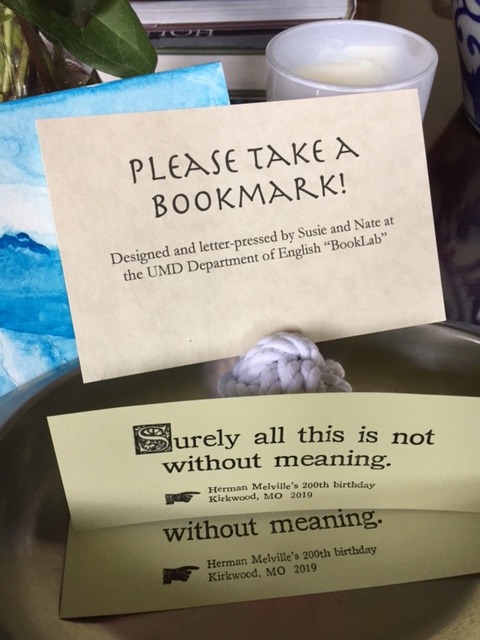 PLEASE TAKE A
BOOKMARK!
Designed and letter-pressed by Susie and Nate at
the UMD Department of English “BookLab”
Surely all this is not
without meaning.
Herman Melville's 200th birthday
Kirkwood, MO 2019
without meaning.
Herman Melville's 200th birthday
Kirkwood, MO 2019